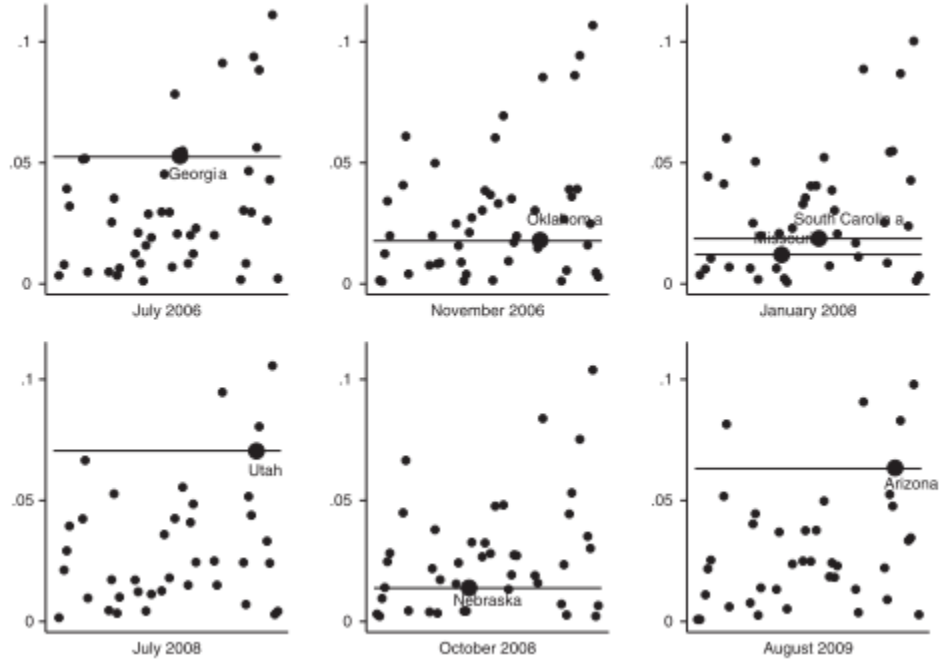 .1
.05
Georgia
0
July 2006
.1
.05
Oklahoma
0
November 2006
.1
.05
South Carolia a
Missouri
0
January 2008
.1
.05
Utah
0
July 2008
.1
.05
Nebraska
0
October 2008
.1
.05
Arizona
0
August 2009